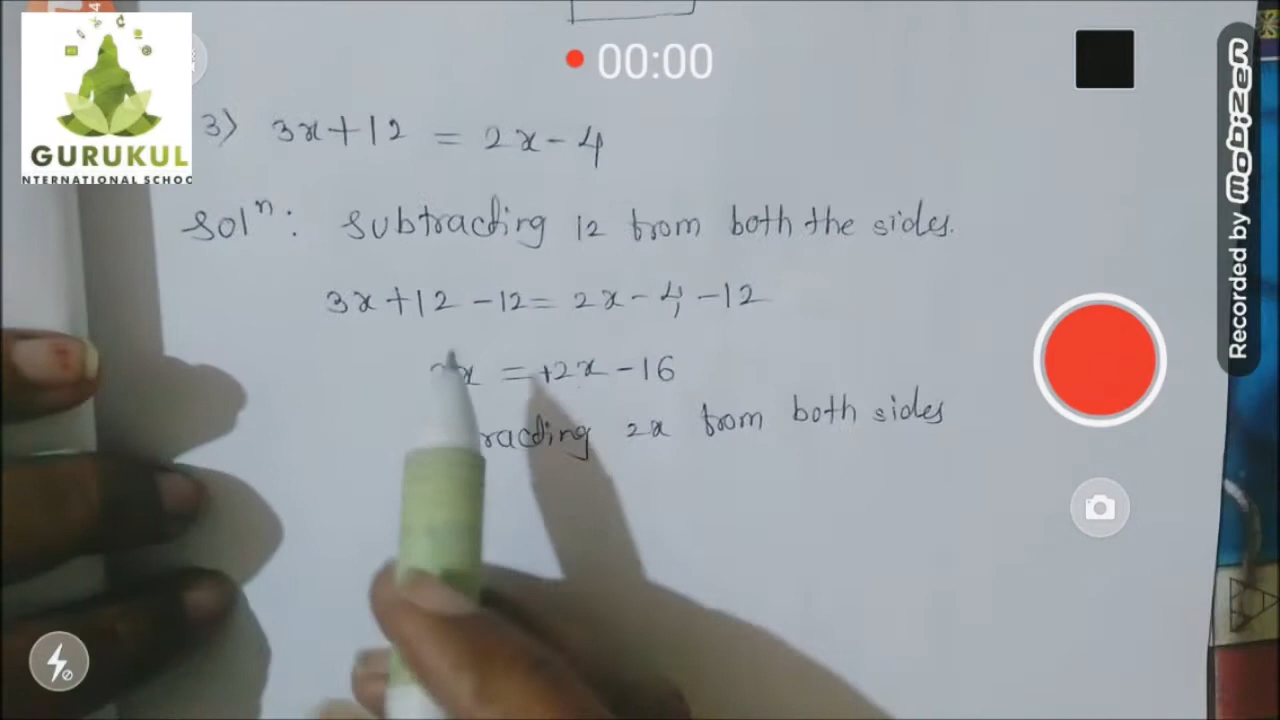 GURUKUL
NTERNATIONAL SCHOO
00:00
Recorded by mobizen
3) 3x+12 = 2x-4
Solⁿ: Subtracting 12 from both the sides.
3x+12-12=2x-4-12
x =+2x-16
racting 2x from both sides